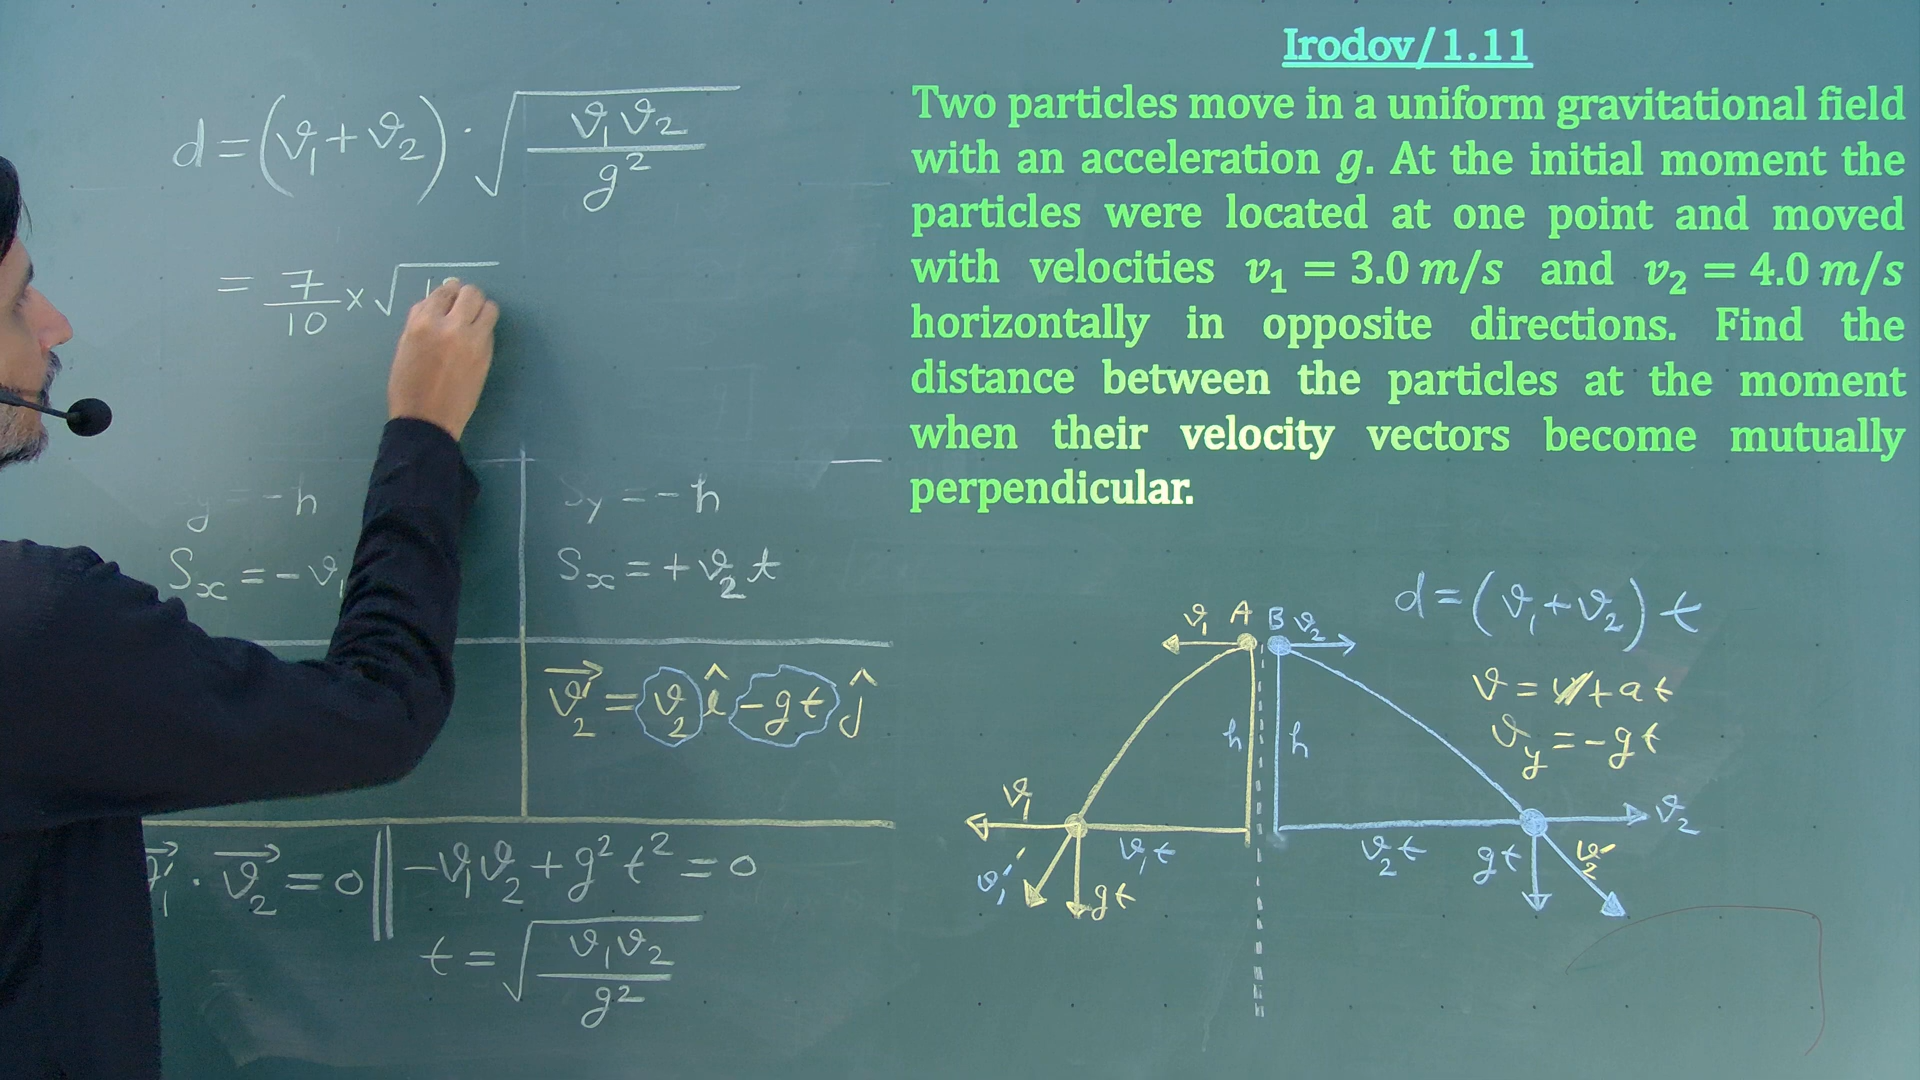 d = (v₁ + v₂) · √(v₁v₂/g²)
= 7/10 × √1
y = -h
Sx = -v₁
Sy = -h
Sx = +v₂t
v₂' = v₂ î - gt ĵ
· v₂ = 0 || -v₁v₂ + g²t² = 0
t = √(v₁v₂/g²)
Irodov/1.11
Two particles move in a uniform gravitational field
with an acceleration g. At the initial moment the
particles were located at one point and moved
with velocities v₁ = 3.0 m/s and v₂ = 4.0 m/s
horizontally in opposite directions. Find the
distance between the particles at the moment
when their velocity vectors become mutually
perpendicular.
d = (v₁ + v₂) t
v₁ A B v₂
v = u + at
vy = -gt
h h
v₁ v₂
v₁t v₂t
v₁' gt gt v₂'